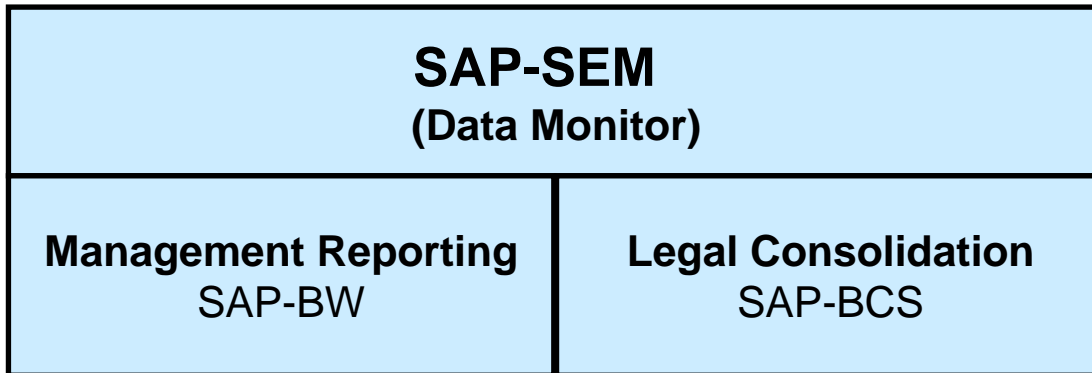 SAP-SEM
(Data Monitor)
Management Reporting
SAP-BW
Legal Consolidation
SAP-BCS